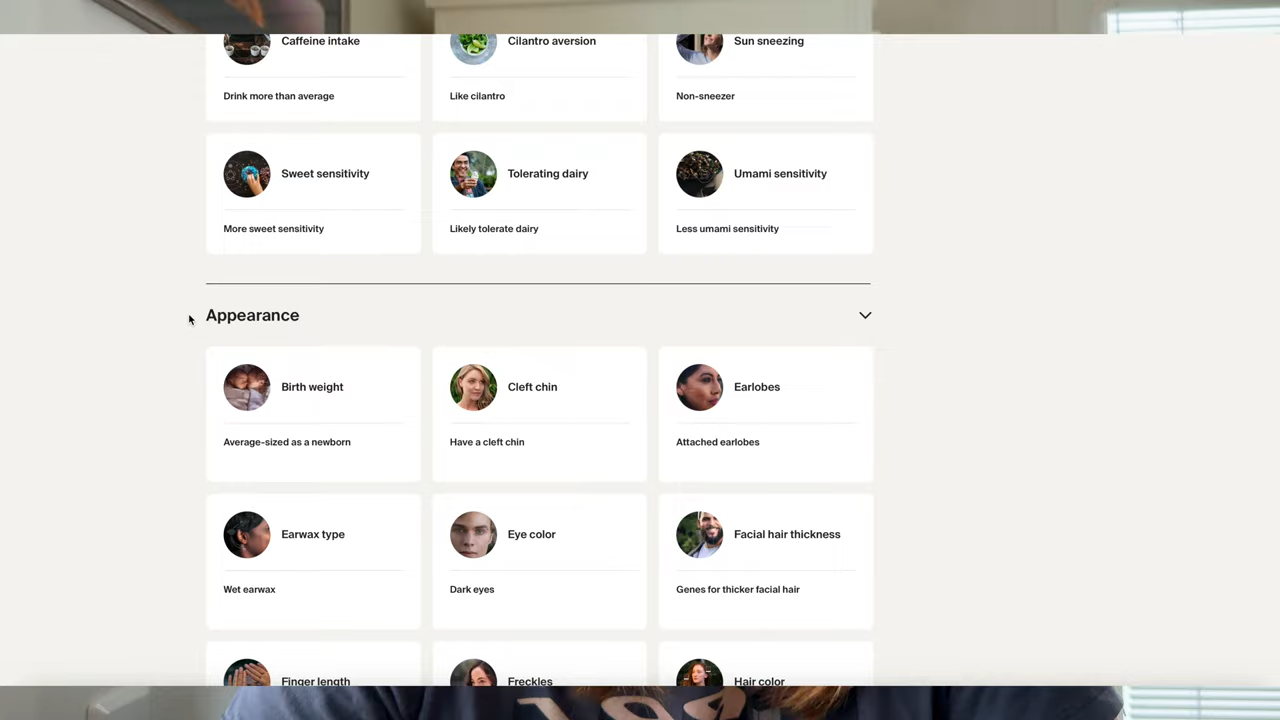 Caffeine intake
Cilantro aversion
Sun sneezing
Drink more than average
Like cilantro
Non-sneezer
Sweet sensitivity
Tolerating dairy
Umami sensitivity
More sweet sensitivity
Likely tolerate dairy
Less umami sensitivity
Appearance
Birth weight
Cleft chin
Earlobes
Average-sized as a newborn
Have a cleft chin
Attached earlobes
Earwax type
Eye color
Facial hair thickness
Wet earwax
Dark eyes
Genes for thicker facial hair
Finger length
Freckles
Hair color